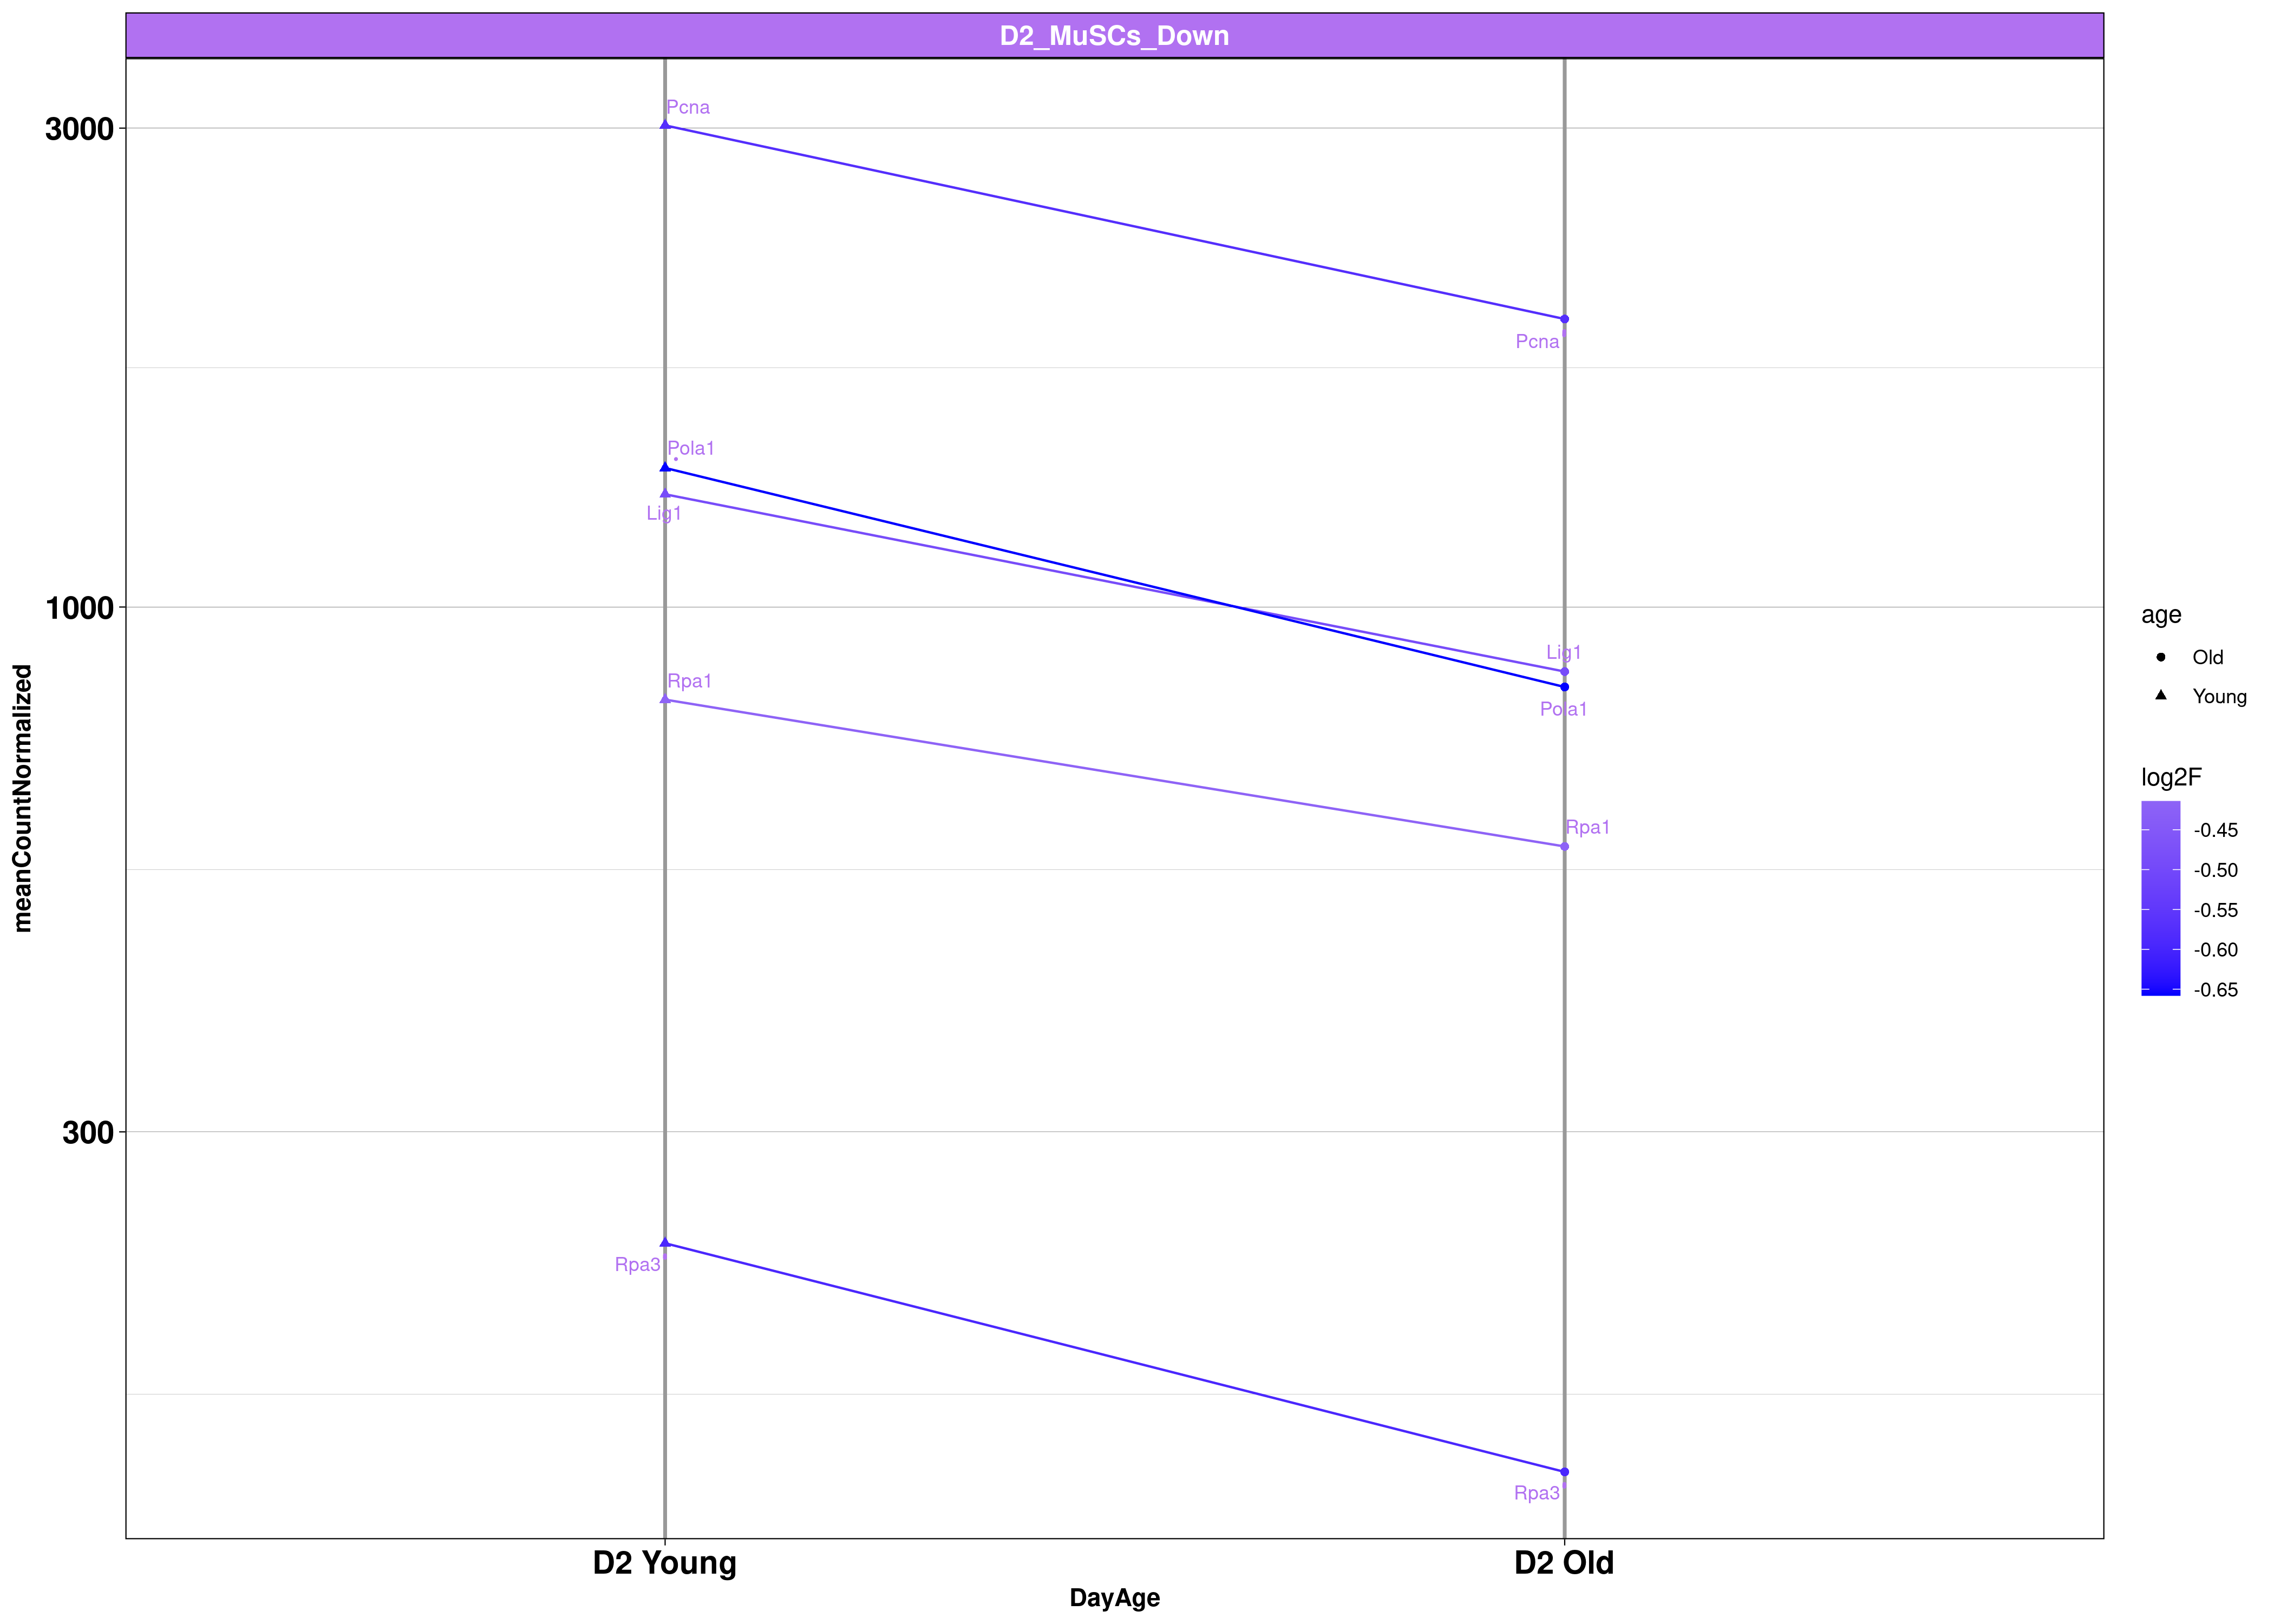 D2_MuSCs_Down
3000
1000
300
meanCountNormalized
Pcna
Pcna
Pola1
Lig1
Lig1
Pola1
Rpa1
Rpa1
Rpa3
Rpa3
D2 Young
D2 Old
DayAge
age
Old
Young
log2F
-0.45
-0.50
-0.55
-0.60
-0.65